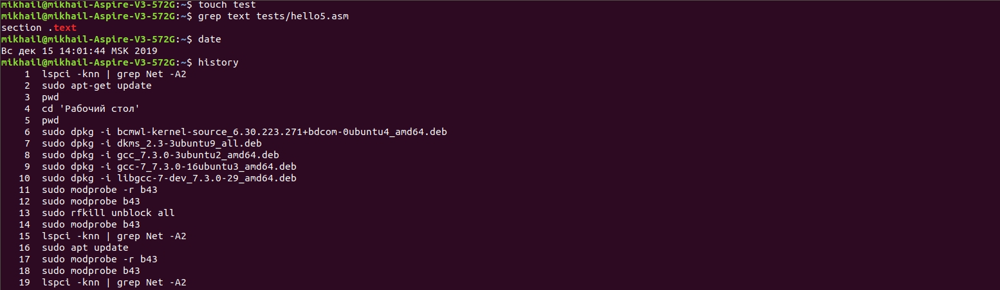 mikhail@mikhail-Aspire-V3-572G:~$ touch test
mikhail@mikhail-Aspire-V3-572G:~$ grep text tests/hello5.asm
section .text
mikhail@mikhail-Aspire-V3-572G:~$ date
Вс дек 15 14:01:44 MSK 2019
mikhail@mikhail-Aspire-V3-572G:~$ history
    1  lspci -knn | grep Net -A2
    2  sudo apt-get update
    3  pwd
    4  cd 'Рабочий стол'
    5  pwd
    6  sudo dpkg -i bcmwl-kernel-source_6.30.223.271+bdcom-0ubuntu4_amd64.deb
    7  sudo dpkg -i dkms_2.3-3ubuntu9_all.deb
    8  sudo dpkg -i gcc_7.3.0-3ubuntu2_amd64.deb
    9  sudo dpkg -i gcc-7_7.3.0-16ubuntu3_amd64.deb
   10  sudo dpkg -i libgcc-7-dev_7.3.0-29_amd64.deb
   11  sudo modprobe -r b43
   12  sudo modprobe b43
   13  sudo rfkill unblock all
   14  sudo modprobe b43
   15  lspci -knn | grep Net -A2
   16  sudo apt update
   17  sudo modprobe -r b43
   18  sudo modprobe b43
   19  lspci -knn | grep Net -A2